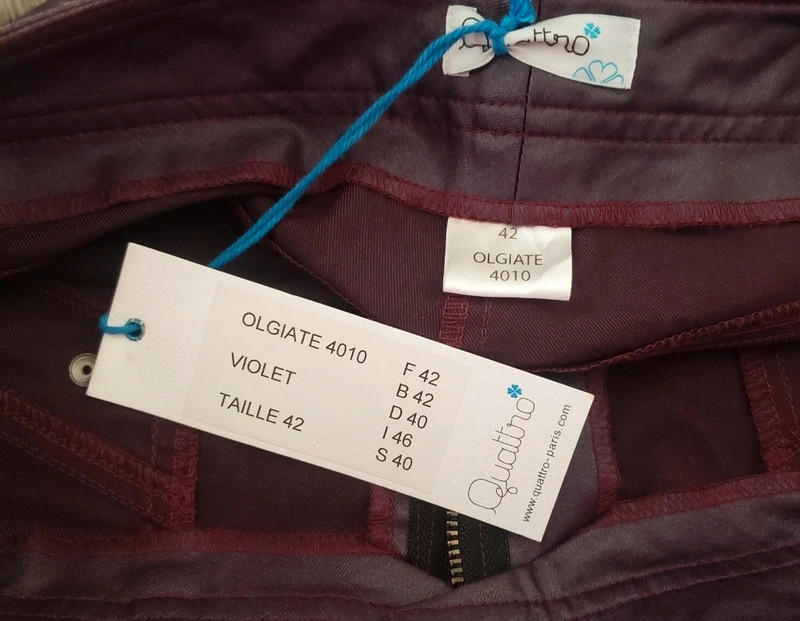 Quattro
42
OLGIATE
4010
OLGIATE 4010
VIOLET
TAILLE 42
F 42
B 42
D 40
I 46
S 40
Quattro
www.quattro-paris.com